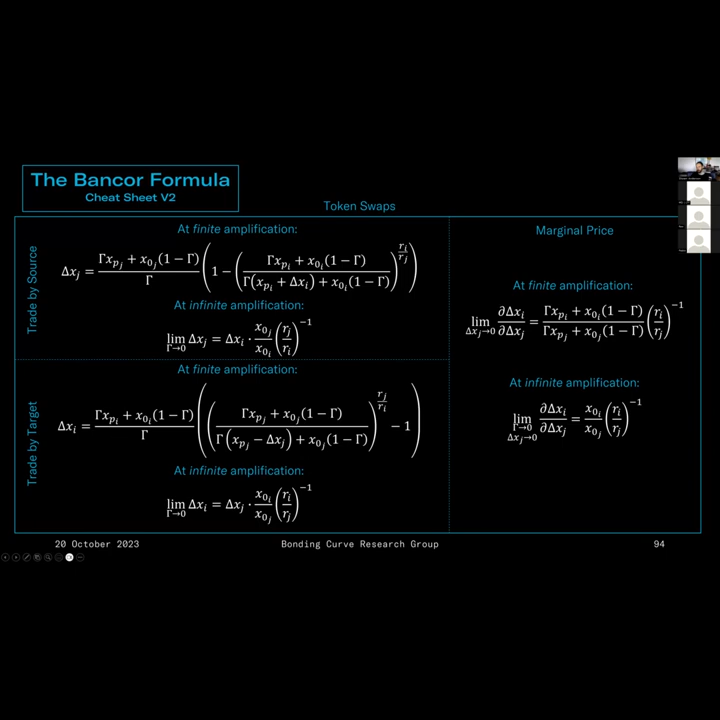 The Bancor Formula
Cheat Sheet V2
Token Swaps
Trade by Source
At finite amplification:
Δx_j = (Γx_{p_j} + x_{0_j}(1 − Γ))/Γ (1 − ((Γx_{p_i} + x_{0_i}(1 − Γ))/(Γ(x_{p_i} + Δx_i) + x_{0_i}(1 − Γ)))^{r_i/r_j})
At infinite amplification:
lim_{Γ→0} Δx_j = Δx_i · x_{0_j}/x_{0_i} (r_j/r_i)^{−1}
Trade by Target
At finite amplification:
Δx_i = (Γx_{p_i} + x_{0_i}(1 − Γ))/Γ (((Γx_{p_j} + x_{0_j}(1 − Γ))/(Γ(x_{p_j} − Δx_j) + x_{0_j}(1 − Γ)))^{r_j/r_i} − 1)
At infinite amplification:
lim_{Γ→0} Δx_i = Δx_j · x_{0_i}/x_{0_j} (r_i/r_j)^{−1}
Marginal Price
At finite amplification:
lim_{Δx_j→0} ∂Δx_i/∂Δx_j = (Γx_{p_i} + x_{0_i}(1 − Γ))/(Γx_{p_j} + x_{0_j}(1 − Γ)) (r_i/r_j)^{−1}
At infinite amplification:
lim_{Γ→0, Δx_j→0} ∂Δx_i/∂Δx_j = x_{0_i}/x_{0_j} (r_i/r_j)^{−1}
20 October 2023
Bonding Curve Research Group
94